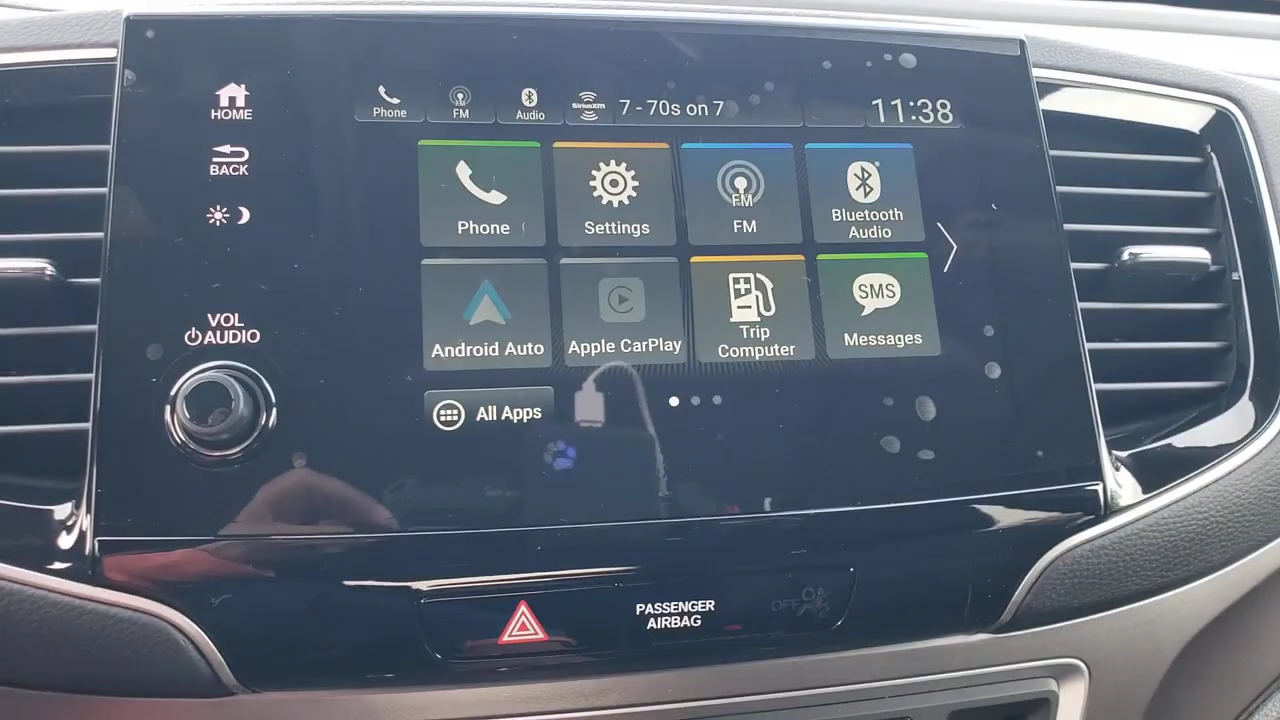 HOME
BACK
VOL
AUDIO
Phone
FM
Audio
SiriusXM
7 - 70s on 7
11:38
Phone
Settings
FM
FM
Bluetooth
Audio
Android Auto
Apple CarPlay
Trip
Computer
SMS
Messages
All Apps
PASSENGER
AIRBAG
OFF